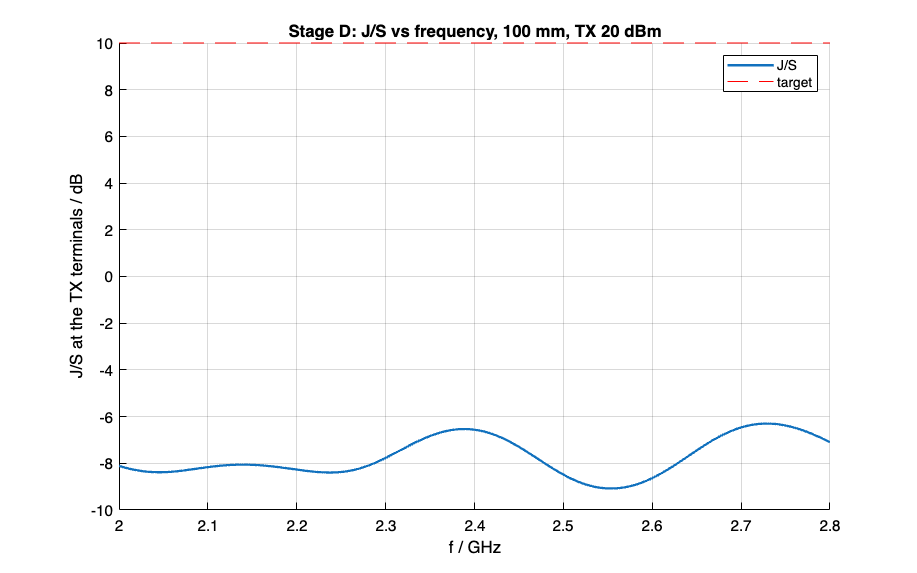 Stage D: J/S vs frequency, 100 mm, TX 20 dBm
J/S
target
J/S at the TX terminals / dB
10
8
6
4
2
0
-2
-4
-6
-8
-10
2 2.1 2.2 2.3 2.4 2.5 2.6 2.7 2.8
f / GHz